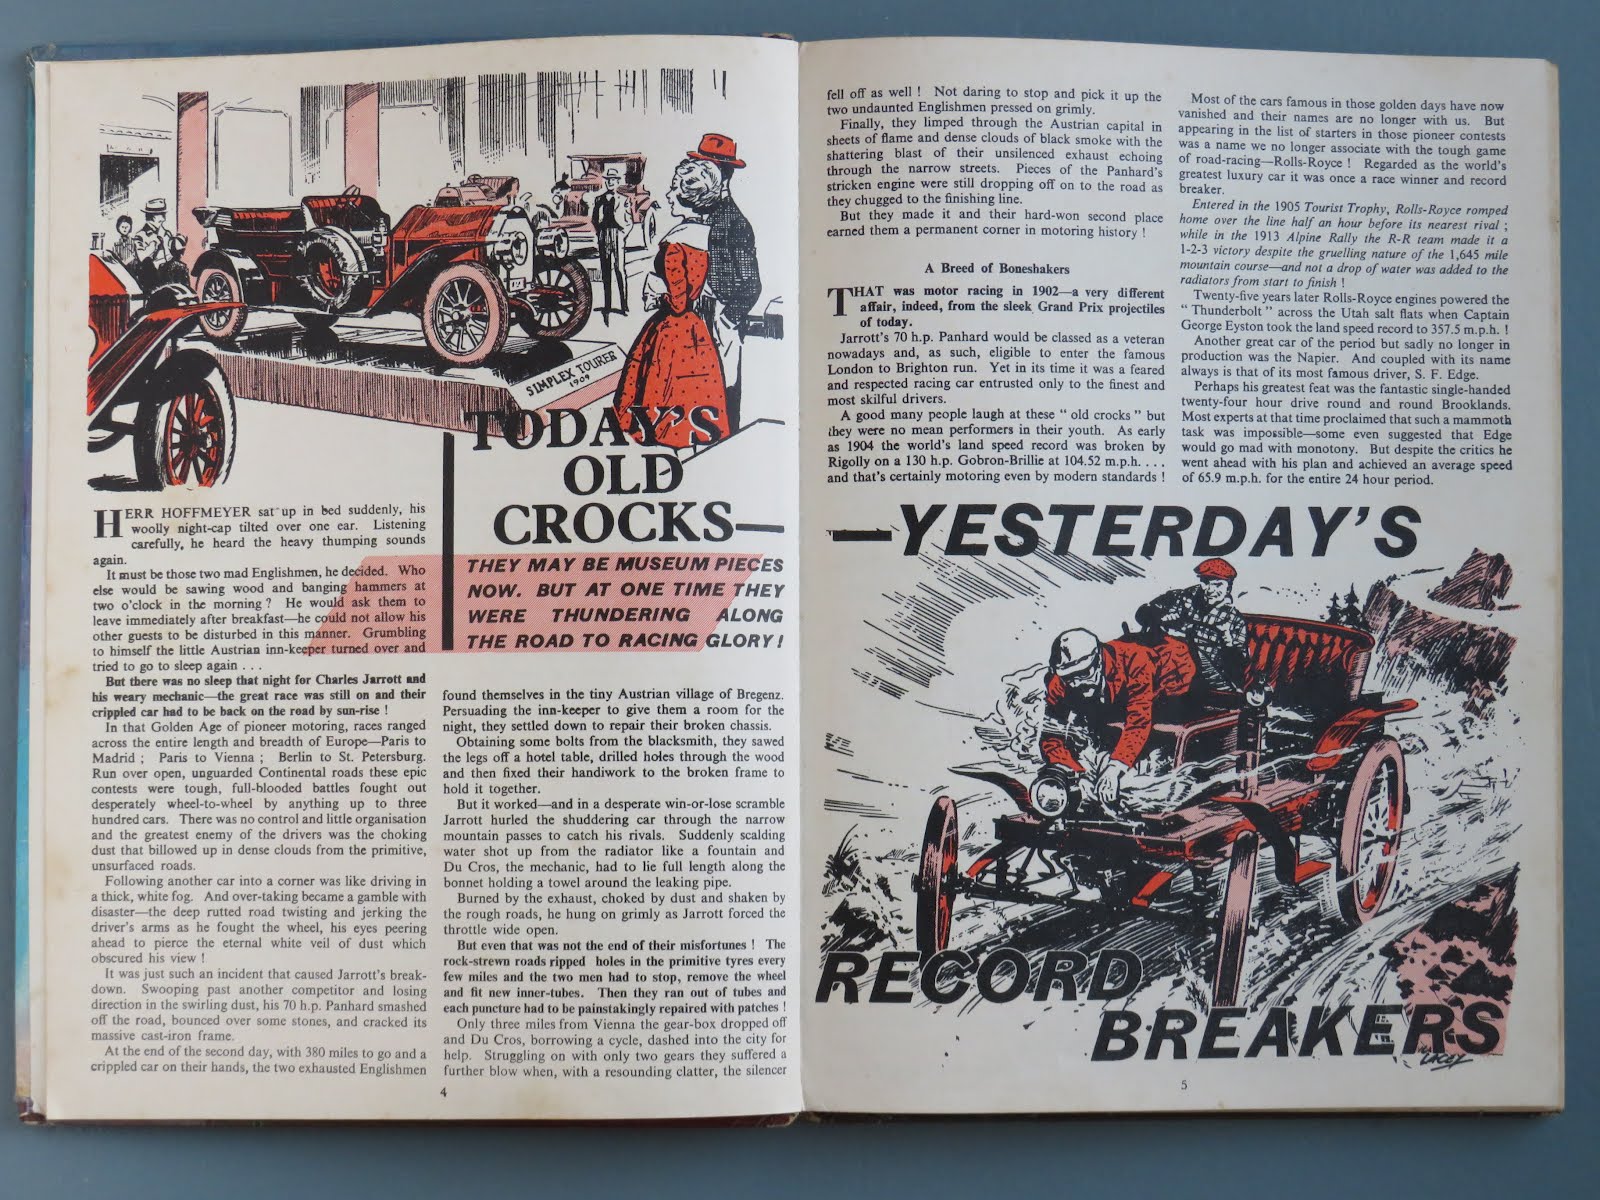 SIMPLEX TOURER
1909
TODAY'S
OLD
CROCKS—
THEY MAY BE MUSEUM PIECES
NOW. BUT AT ONE TIME THEY
WERE THUNDERING ALONG
THE ROAD TO RACING GLORY!
HERR HOFFMEYER sat up in bed suddenly, his
woolly night-cap tilted over one ear. Listening
carefully, he heard the heavy thumping sounds
again.
It must be those two mad Englishmen, he decided. Who
else would be sawing wood and banging hammers at
two o'clock in the morning? He would ask them to
leave immediately after breakfast—he could not allow his
other guests to be disturbed in this manner. Grumbling
to himself the little Austrian inn-keeper turned over and
tried to go to sleep again . . .
But there was no sleep that night for Charles Jarrott and
his weary mechanic—the great race was still on and their
crippled car had to be back on the road by sun-rise!
In that Golden Age of pioneer motoring, races ranged
across the entire length and breadth of Europe—Paris to
Madrid; Paris to Vienna; Berlin to St. Petersburg.
Run over open, unguarded Continental roads these epic
contests were tough, full-blooded battles fought out
desperately wheel-to-wheel by anything up to three
hundred cars. There was no control and little organisation
and the greatest enemy of the drivers was the choking
dust that billowed up in dense clouds from the primitive,
unsurfaced roads.
Following another car into a corner was like driving in
a thick, white fog. And over-taking became a gamble with
disaster—the deep rutted road twisting and jerking the
driver's arms as he fought the wheel, his eyes peering
ahead to pierce the eternal white veil of dust which
obscured his view!
It was just such an incident that caused Jarrott's break-
down. Swooping past another competitor and losing
direction in the swirling dust, his 70 h.p. Panhard smashed
off the road, bounced over some stones, and cracked its
massive cast-iron frame.
At the end of the second day, with 380 miles to go and a
crippled car on their hands, the two exhausted Englishmen
found themselves in the tiny Austrian village of Bregenz.
Persuading the inn-keeper to give them a room for the
night, they settled down to repair their broken chassis.
Obtaining some bolts from the blacksmith, they sawed
the legs off a hotel table, drilled holes through the wood
and then fixed their handiwork to the broken frame to
hold it together.
But it worked—and in a desperate win-or-lose scramble
Jarrott hurled the shuddering car through the narrow
mountain passes to catch his rivals. Suddenly scalding
water shot up from the radiator like a fountain and
Du Cros, the mechanic, had to lie full length along the
bonnet holding a towel around the leaking pipe.
Burned by the exhaust, choked by dust and shaken by
the rough roads, he hung on grimly as Jarrott forced the
throttle wide open.
But even that was not the end of their misfortunes! The
rock-strewn roads ripped holes in the primitive tyres every
few miles and the two men had to stop, remove the wheel
and fit new inner-tubes. Then they ran out of tubes and
each puncture had to be painstakingly repaired with patches!
Only three miles from Vienna the gear-box dropped off
and Du Cros, borrowing a cycle, dashed into the city for
help. Struggling on with only two gears they suffered a
further blow when, with a resounding clatter, the silencer
4
fell off as well! Not daring to stop and pick it up the
two undaunted Englishmen pressed on grimly.
Finally, they limped through the Austrian capital in
sheets of flame and dense clouds of black smoke with the
shattering blast of their unsilenced exhaust echoing
through the narrow streets. Pieces of the Panhard's
stricken engine were still dropping off on to the road as
they chugged to the finishing line.
But they made it and their hard-won second place
earned them a permanent corner in motoring history!
A Breed of Boneshakers
THAT was motor racing in 1902—a very different
affair, indeed, from the sleek Grand Prix projectiles
of today.
Jarrott's 70 h.p. Panhard would be classed as a veteran
nowadays and, as such, eligible to enter the famous
London to Brighton run. Yet in its time it was a feared
and respected racing car entrusted only to the finest and
most skilful drivers.
A good many people laugh at these "old crocks" but
they were no mean performers in their youth. As early
as 1904 the world's land speed record was broken by
Rigolly on a 130 h.p. Gobron-Brillie at 104.52 m.p.h. . . .
and that's certainly motoring even by modern standards!
Most of the cars famous in those golden days have now
vanished and their names are no longer with us. But
appearing in the list of starters in those pioneer contests
was a name we no longer associate with the tough game
of road-racing—Rolls-Royce! Regarded as the world's
greatest luxury car it was once a race winner and record
breaker.
Entered in the 1905 Tourist Trophy, Rolls-Royce romped
home over the line half an hour before its nearest rival;
while in the 1913 Alpine Rally the R-R team made it a
1-2-3 victory despite the gruelling nature of the 1,645 mile
mountain course—and not a drop of water was added to the
radiators from start to finish!
Twenty-five years later Rolls-Royce engines powered the
"Thunderbolt" across the Utah salt flats when Captain
George Eyston took the land speed record to 357.5 m.p.h.!
Another great car of the period but sadly no longer in
production was the Napier. And coupled with its name
always is that of its most famous driver, S. F. Edge.
Perhaps his greatest feat was the fantastic single-handed
twenty-four hour drive round and round Brooklands.
Most experts at that time proclaimed that such a mammoth
task was impossible—some even suggested that Edge
would go mad with monotony. But despite the critics he
went ahead with his plan and achieved an average speed
of 65.9 m.p.h. for the entire 24 hour period.
—YESTERDAY'S
RECORD
BREAKERS
LACEY
5